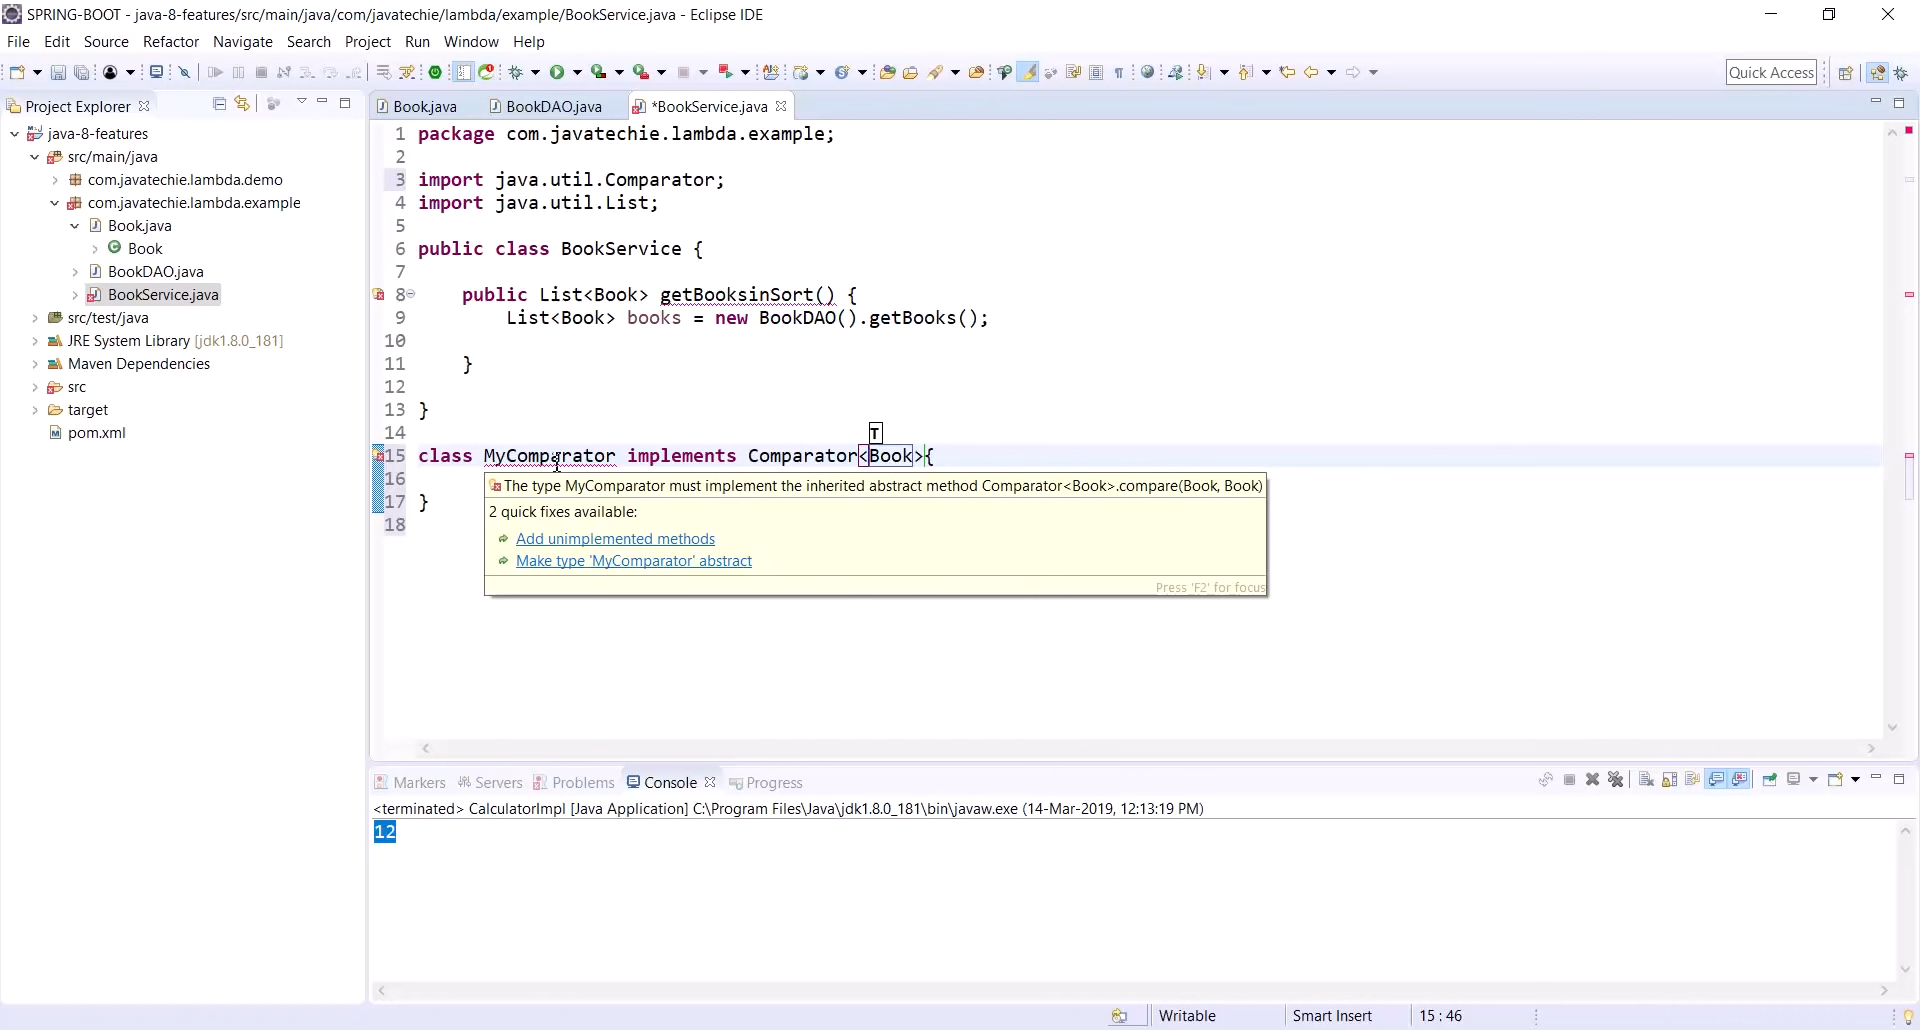 SPRING-BOOT - java-8-features/src/main/java/com/javatechie/lambda/example/BookService.java - Eclipse IDE
File Edit Source Refactor Navigate Search Project Run Window Help
Quick Access
Project Explorer
java-8-features
src/main/java
com.javatechie.lambda.demo
com.javatechie.lambda.example
Book.java
Book
BookDAO.java
BookService.java
src/test/java
JRE System Library [jdk1.8.0_181]
Maven Dependencies
src
target
pom.xml
Book.java BookDAO.java *BookService.java
1 package com.javatechie.lambda.example;
2
3 import java.util.Comparator;
4 import java.util.List;
5
6 public class BookService {
7
8 public List<Book> getBooksinSort() {
9 List<Book> books = new BookDAO().getBooks();
10
11 }
12
13 }
14
T
15 class MyComparator implements Comparator<Book>{
16
17 }
18
The type MyComparator must implement the inherited abstract method Comparator<Book>.compare(Book, Book)
2 quick fixes available:
Add unimplemented methods
Make type 'MyComparator' abstract
Press 'F2' for focus
Markers Servers Problems Console Progress
<terminated> CalculatorImpl [Java Application] C:\Program Files\Java\jdk1.8.0_181\bin\javaw.exe (14-Mar-2019, 12:13:19 PM)
12
Writable Smart Insert 15 : 46